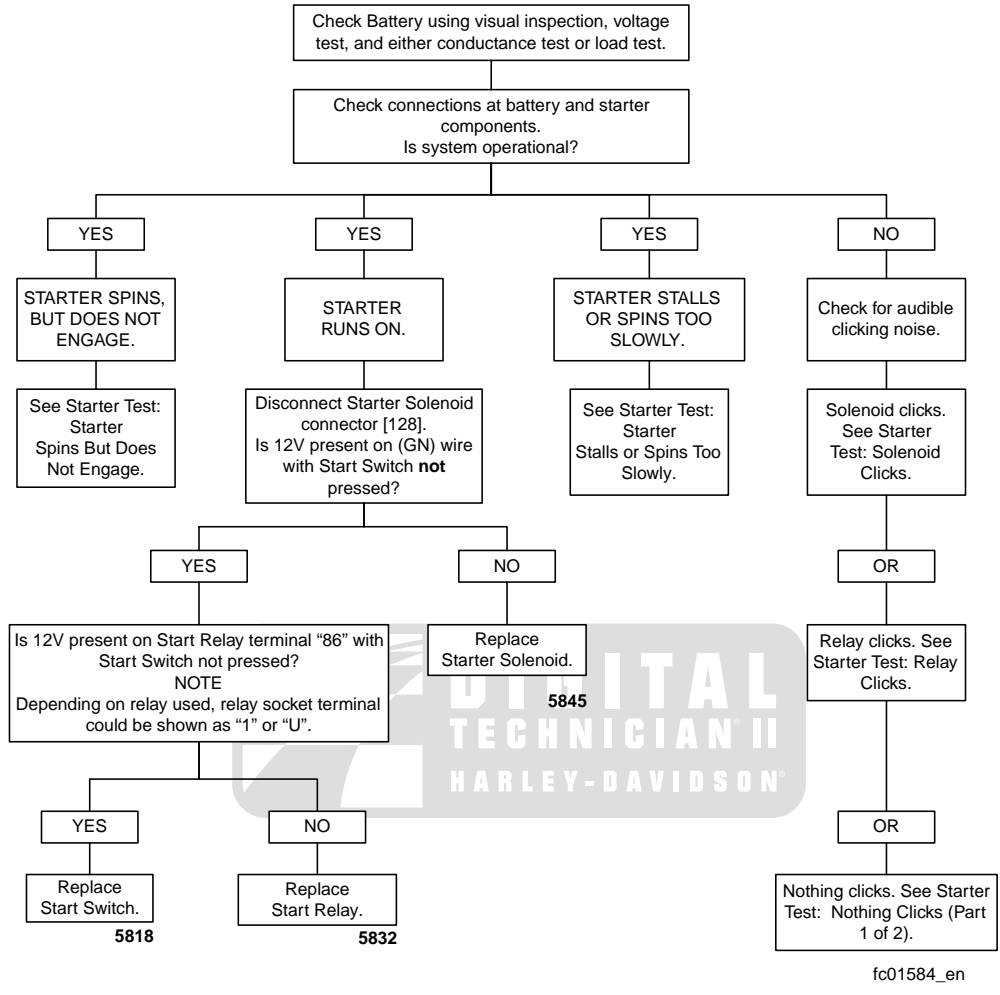 Check Battery using visual inspection, voltage
test, and either conductance test or load test.
Check connections at battery and starter
components.
Is system operational?
YES
YES
YES
NO
STARTER SPINS,
BUT DOES NOT
ENGAGE.
STARTER
RUNS ON.
STARTER STALLS
OR SPINS TOO
SLOWLY.
Check for audible
clicking noise.
See Starter Test:
Starter
Spins But Does
Not Engage.
Disconnect Starter Solenoid
connector [128].
Is 12V present on (GN) wire
with Start Switch not
pressed?
See Starter Test:
Starter
Stalls or Spins Too
Slowly.
Solenoid clicks.
See Starter
Test: Solenoid
Clicks.
YES
NO
OR
Is 12V present on Start Relay terminal “86” with
Start Switch not pressed?
NOTE
Depending on relay used, relay socket terminal
could be shown as “1” or “U”.
Replace
Starter Solenoid.
5845
Relay clicks. See
Starter Test: Relay
Clicks.
DIGITAL
TECHNICIAN® II
HARLEY-DAVIDSON®
YES
NO
OR
Replace
Start Switch.
5818
Replace
Start Relay.
5832
Nothing clicks. See Starter
Test: Nothing Clicks (Part
1 of 2).
fc01584_en